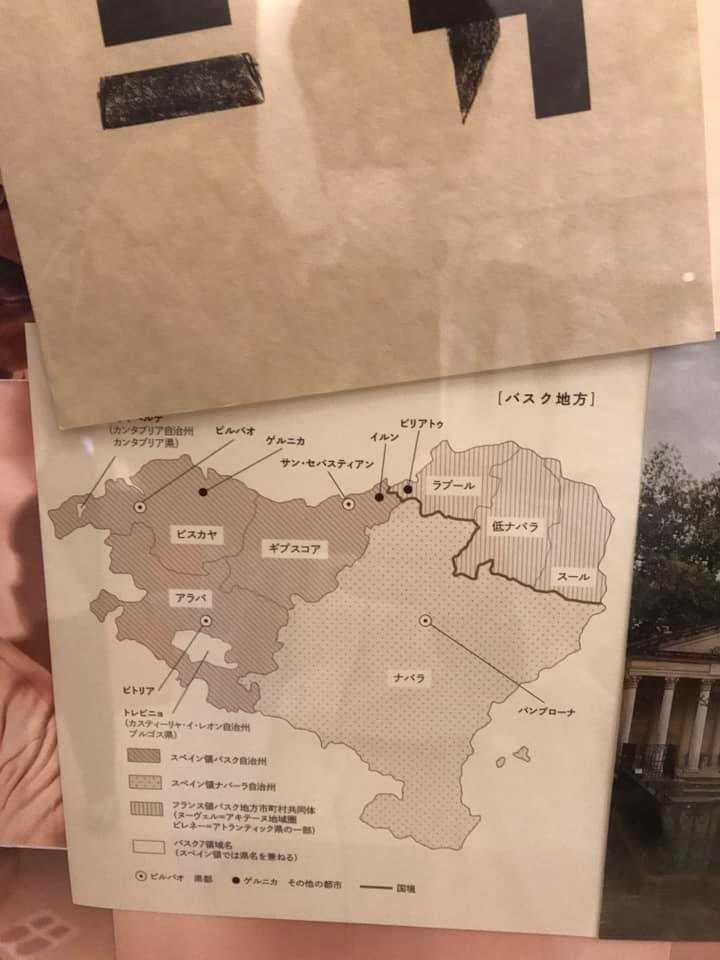 [バスク地方]
(カンタブリア自治州
カンタブリア県)
ビルバオ
ゲルニカ
サン・セバスティアン
イルン
ビリアトゥ
ラブール
低ナバラ
スール
ビスカヤ
ギプスコア
アラバ
ナバラ
ビトリア
トレビニョ
(カスティーリャ・イ・レオン自治州
ブルゴス県)
パンプローナ
スペイン領バスク自治州
スペイン領ナバーラ自治州
フランス領バスク地方市町村共同体
(ヌーヴェル=アキテーヌ地域圏
ピレネー=アトランティック県の一部)
バスク7領域名
(スペイン領では県名を兼ねる)
ビルバオ 県都
ゲルニカ その他の都市
国境